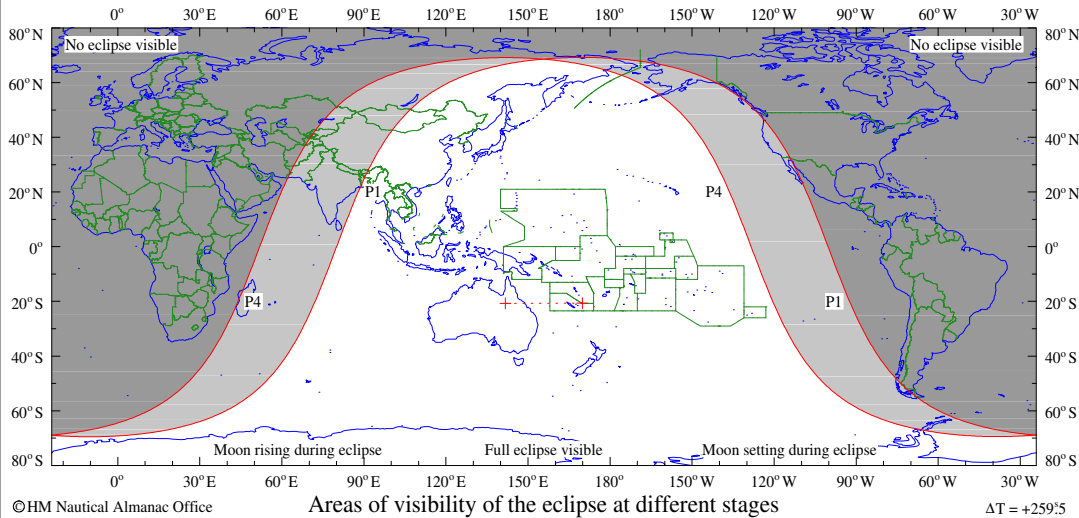 0° 30°E 60°E 90°E 120°E 150°E 180° 150°W 120°W 90°W 60°W 30°W
80°N No eclipse visible No eclipse visible 80°N
60°N 60°N
40°N 40°N
20°N P1 P4 20°N
0° 0°
20°S P4 P1 20°S
40°S 40°S
60°S 60°S
Moon rising during eclipse Full eclipse visible Moon setting during eclipse
80°S 80°S
0° 30°E 60°E 90°E 120°E 150°E 180° 150°W 120°W 90°W 60°W 30°W
©HM Nautical Almanac Office Areas of visibility of the eclipse at different stages ΔT = +259ˢ.5